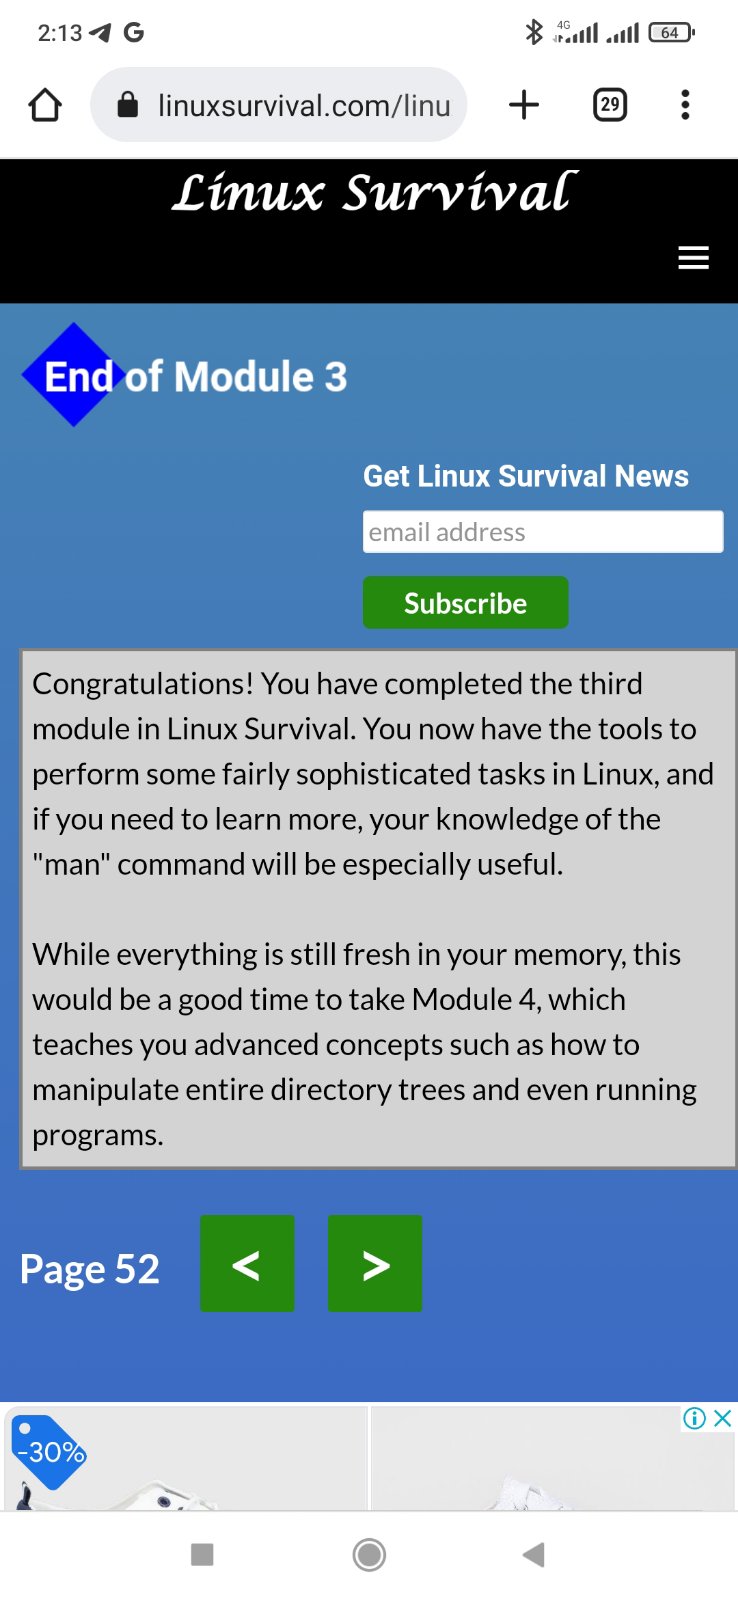 2:13
4G
64
linuxsurvival.com/linu
29
Linux Survival
End of Module 3
Get Linux Survival News
email address
Subscribe
Congratulations! You have completed the third
module in Linux Survival. You now have the tools to
perform some fairly sophisticated tasks in Linux, and
if you need to learn more, your knowledge of the
"man" command will be especially useful.
While everything is still fresh in your memory, this
would be a good time to take Module 4, which
teaches you advanced concepts such as how to
manipulate entire directory trees and even running
programs.
Page 52
<
>
-30%